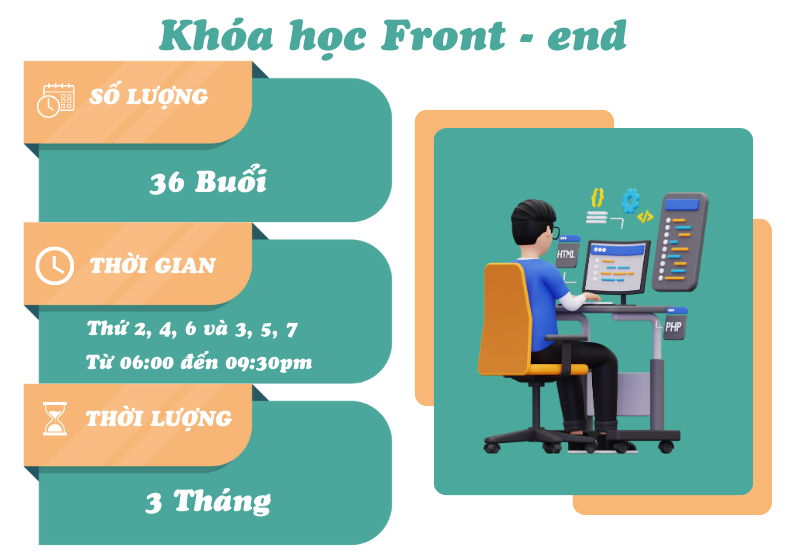 Khóa học Front - end
SỐ LƯỢNG
36 Buổi
THỜI GIAN
Thứ 2, 4, 6 và 3, 5, 7
Từ 06:00 đến 09:30pm
THỜI LƯỢNG
3 Tháng
{}
</>
HTML
PHP